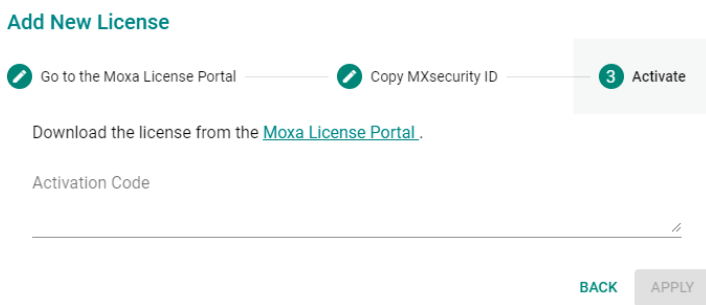 Add New License
Go to the Moxa License Portal
Copy MXsecurity ID
3 Activate
Download the license from the Moxa License Portal .
Activation Code
BACK APPLY